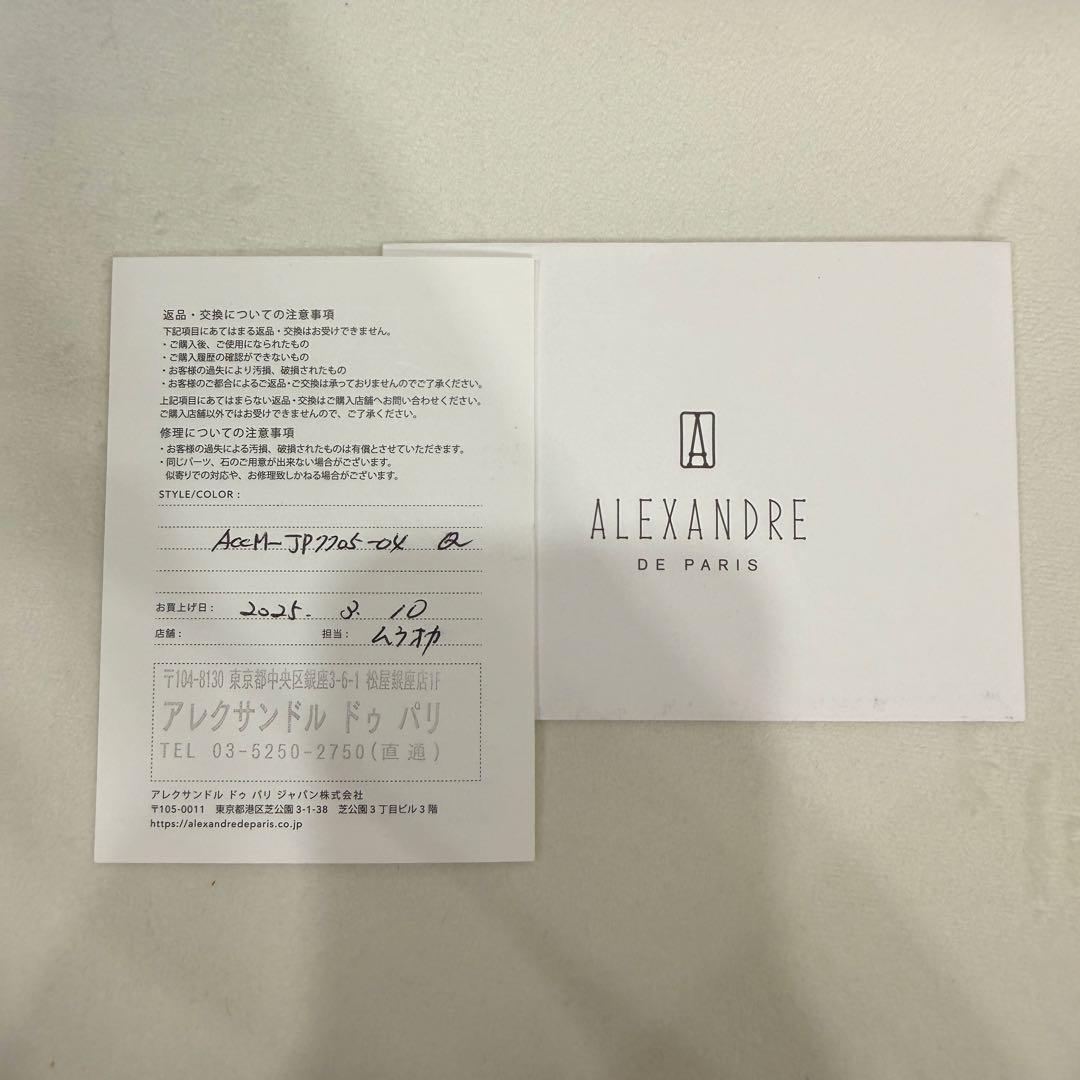 返品・交換についての注意事項
下記項目にあてはまる返品・交換はお受けできません。
・ご購入後、ご使用になられたもの
・ご購入履歴の確認ができないもの
・お客様の過失により汚損、破損されたもの
・お客様のご都合によるご返品・ご交換は承っておりませんのでご了承ください。
上記項目にあてはまらない返品・交換はご購入店舗へお問い合わせください。
ご購入店舗以外ではお受けできませんので、ご了承ください。
修理についての注意事項
・お客様の過失による汚損、破損されたものは有償とさせていただきます。
・同じパーツ、石のご用意が出来ない場合がございます。
似寄りでの対応や、お修理致しかねる場合がございます。
STYLE/COLOR :
AccM-JP7705-04
お買上げ日: 2025. 3. 10
店舗: 担当: ムラオカ
〒104-8130 東京都中央区銀座3-6-1 松屋銀座店1F
アレクサンドル ドゥ パリ
TEL 03-5250-2750(直通)
アレクサンドル ドゥ パリ ジャパン株式会社
〒105-0011 東京都港区芝公園3-1-38 芝公園3丁目ビル3階
https://alexandredeparis.co.jp
A
ALEXANDRE
DE PARIS